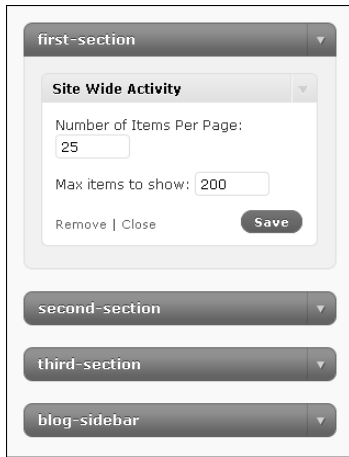 first-section
Site Wide Activity
Number of Items Per Page:
25
Max items to show: 200
Remove | Close Save
second-section
third-section
blog-sidebar